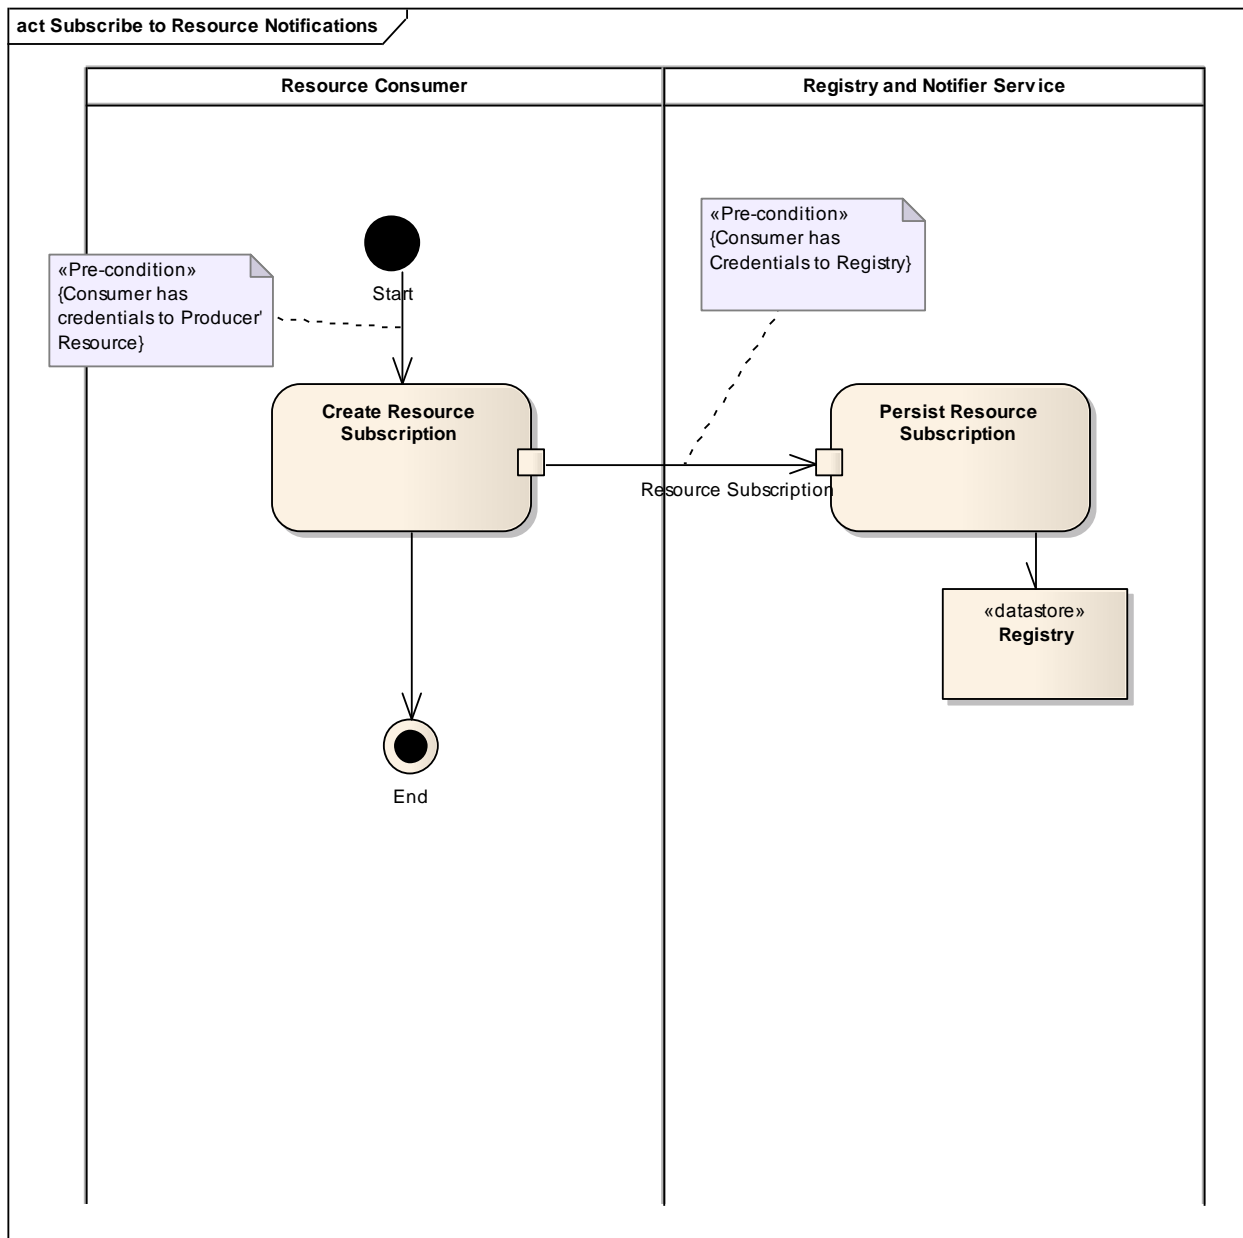 act Subscribe to Resource Notifications
Resource Consumer
Registry and Notifier Service
«Pre-condition»
{Consumer has
Credentials to Registry}
Start
«Pre-condition»
{Consumer has
credentials to Producer'
Resource}
Create Resource
Subscription
Persist Resource
Subscription
Resource Subscription
«datastore»
Registry
End